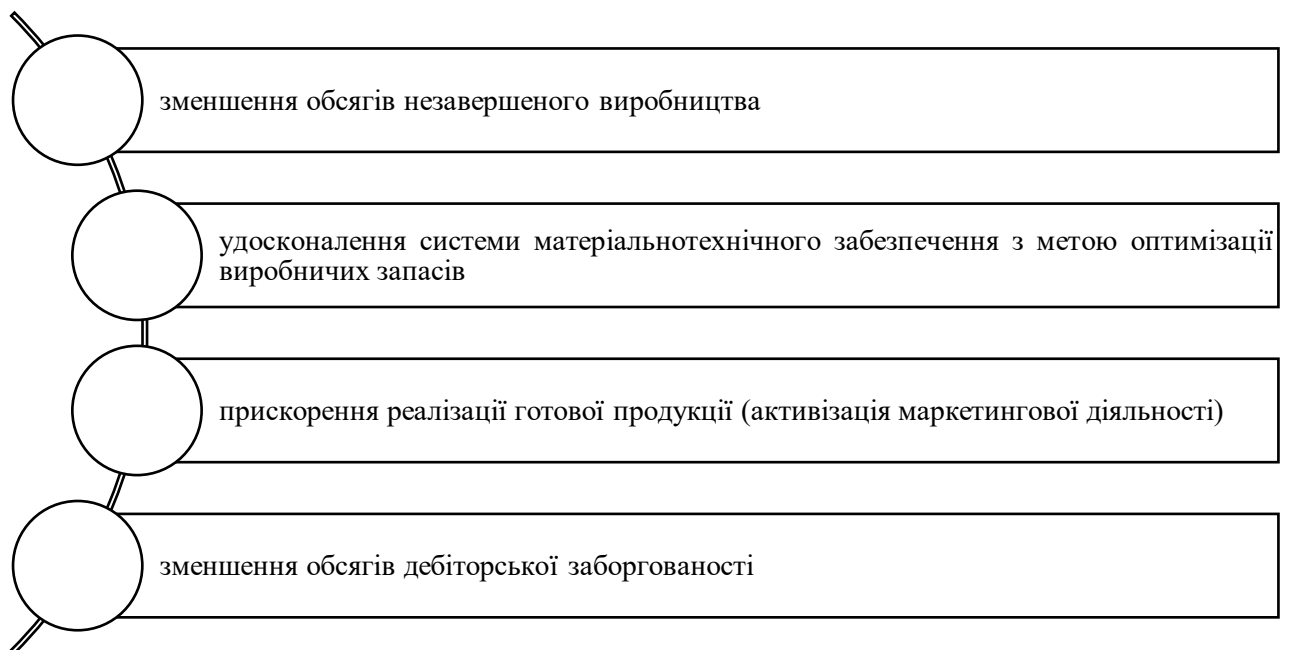 зменшення обсягів незавершеного виробництва
удосконалення системи матеріальнотехнічного забезпечення з метою оптимізації
виробничих запасів
прискорення реалізації готової продукції (активізація маркетингової діяльності)
зменшення обсягів дебіторської заборгованості